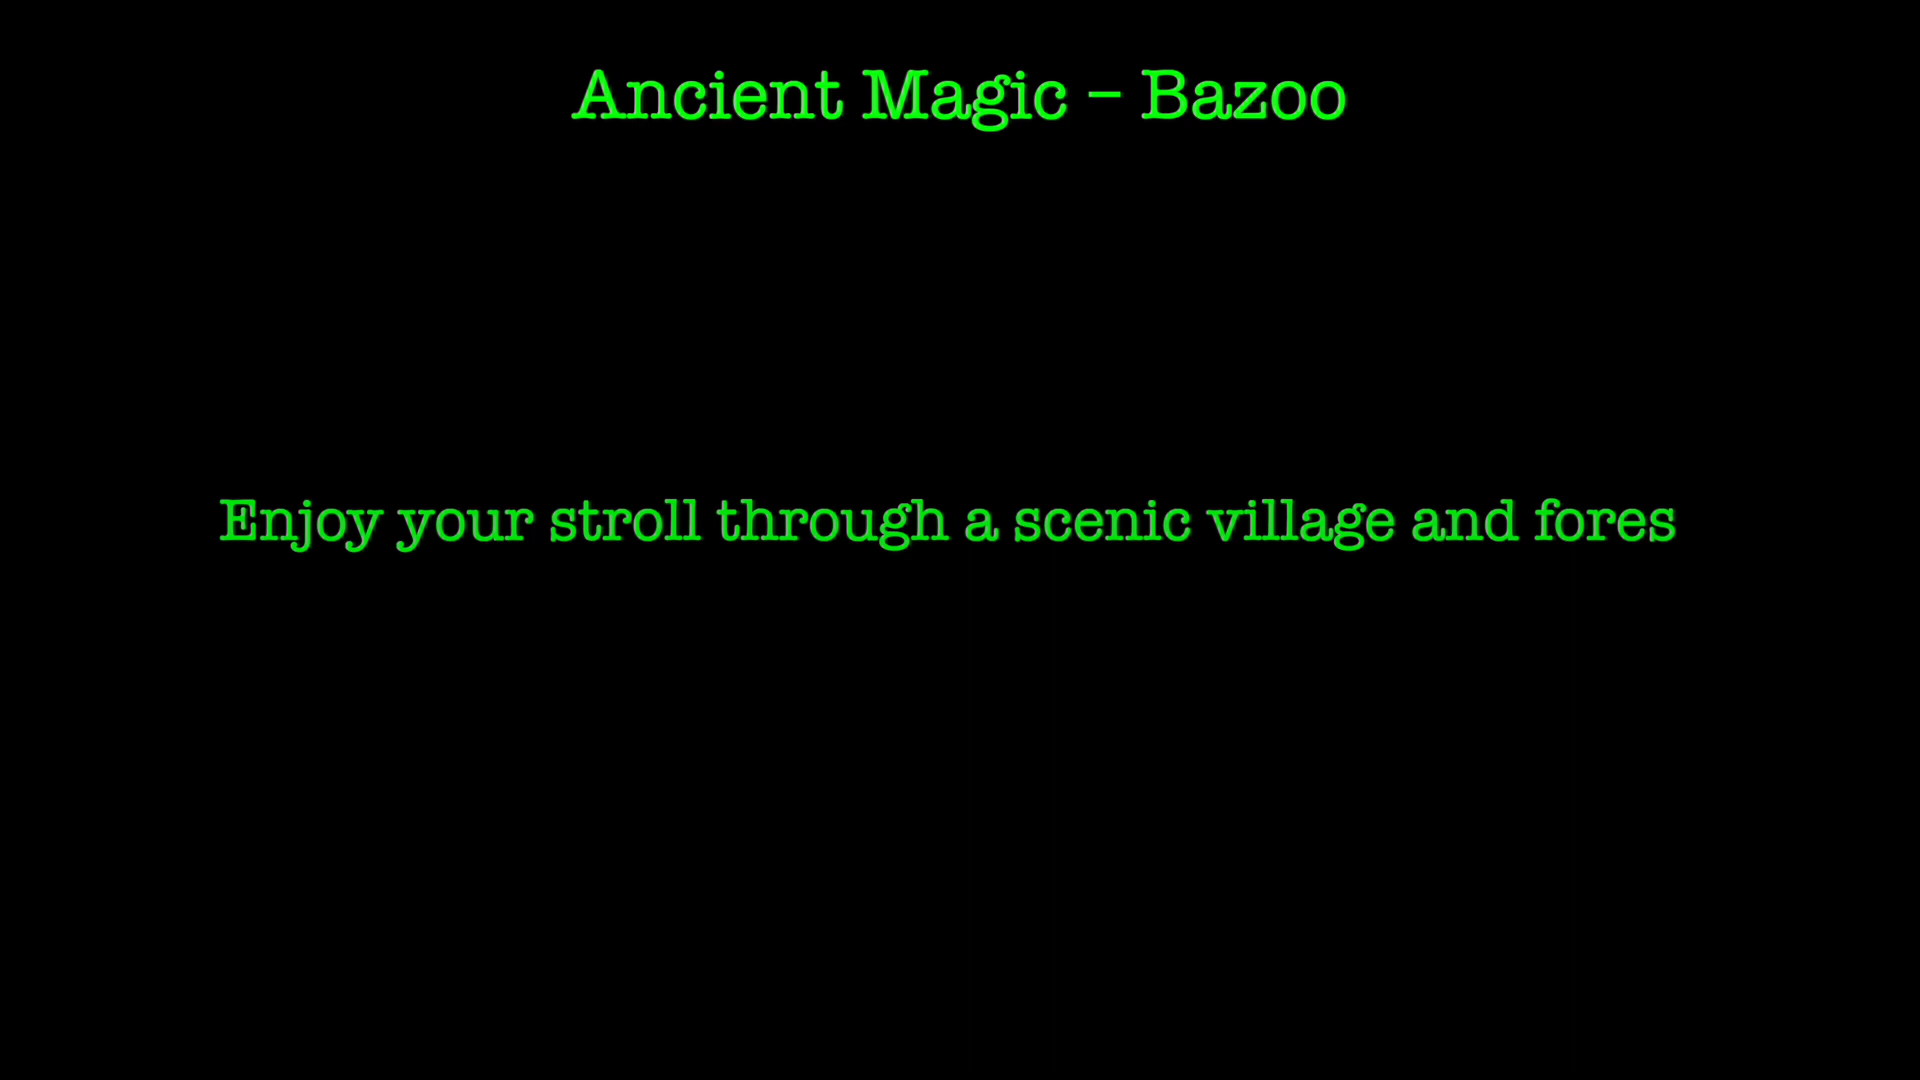 Ancient Magic – Bazoo
Enjoy your stroll through a scenic village and fores